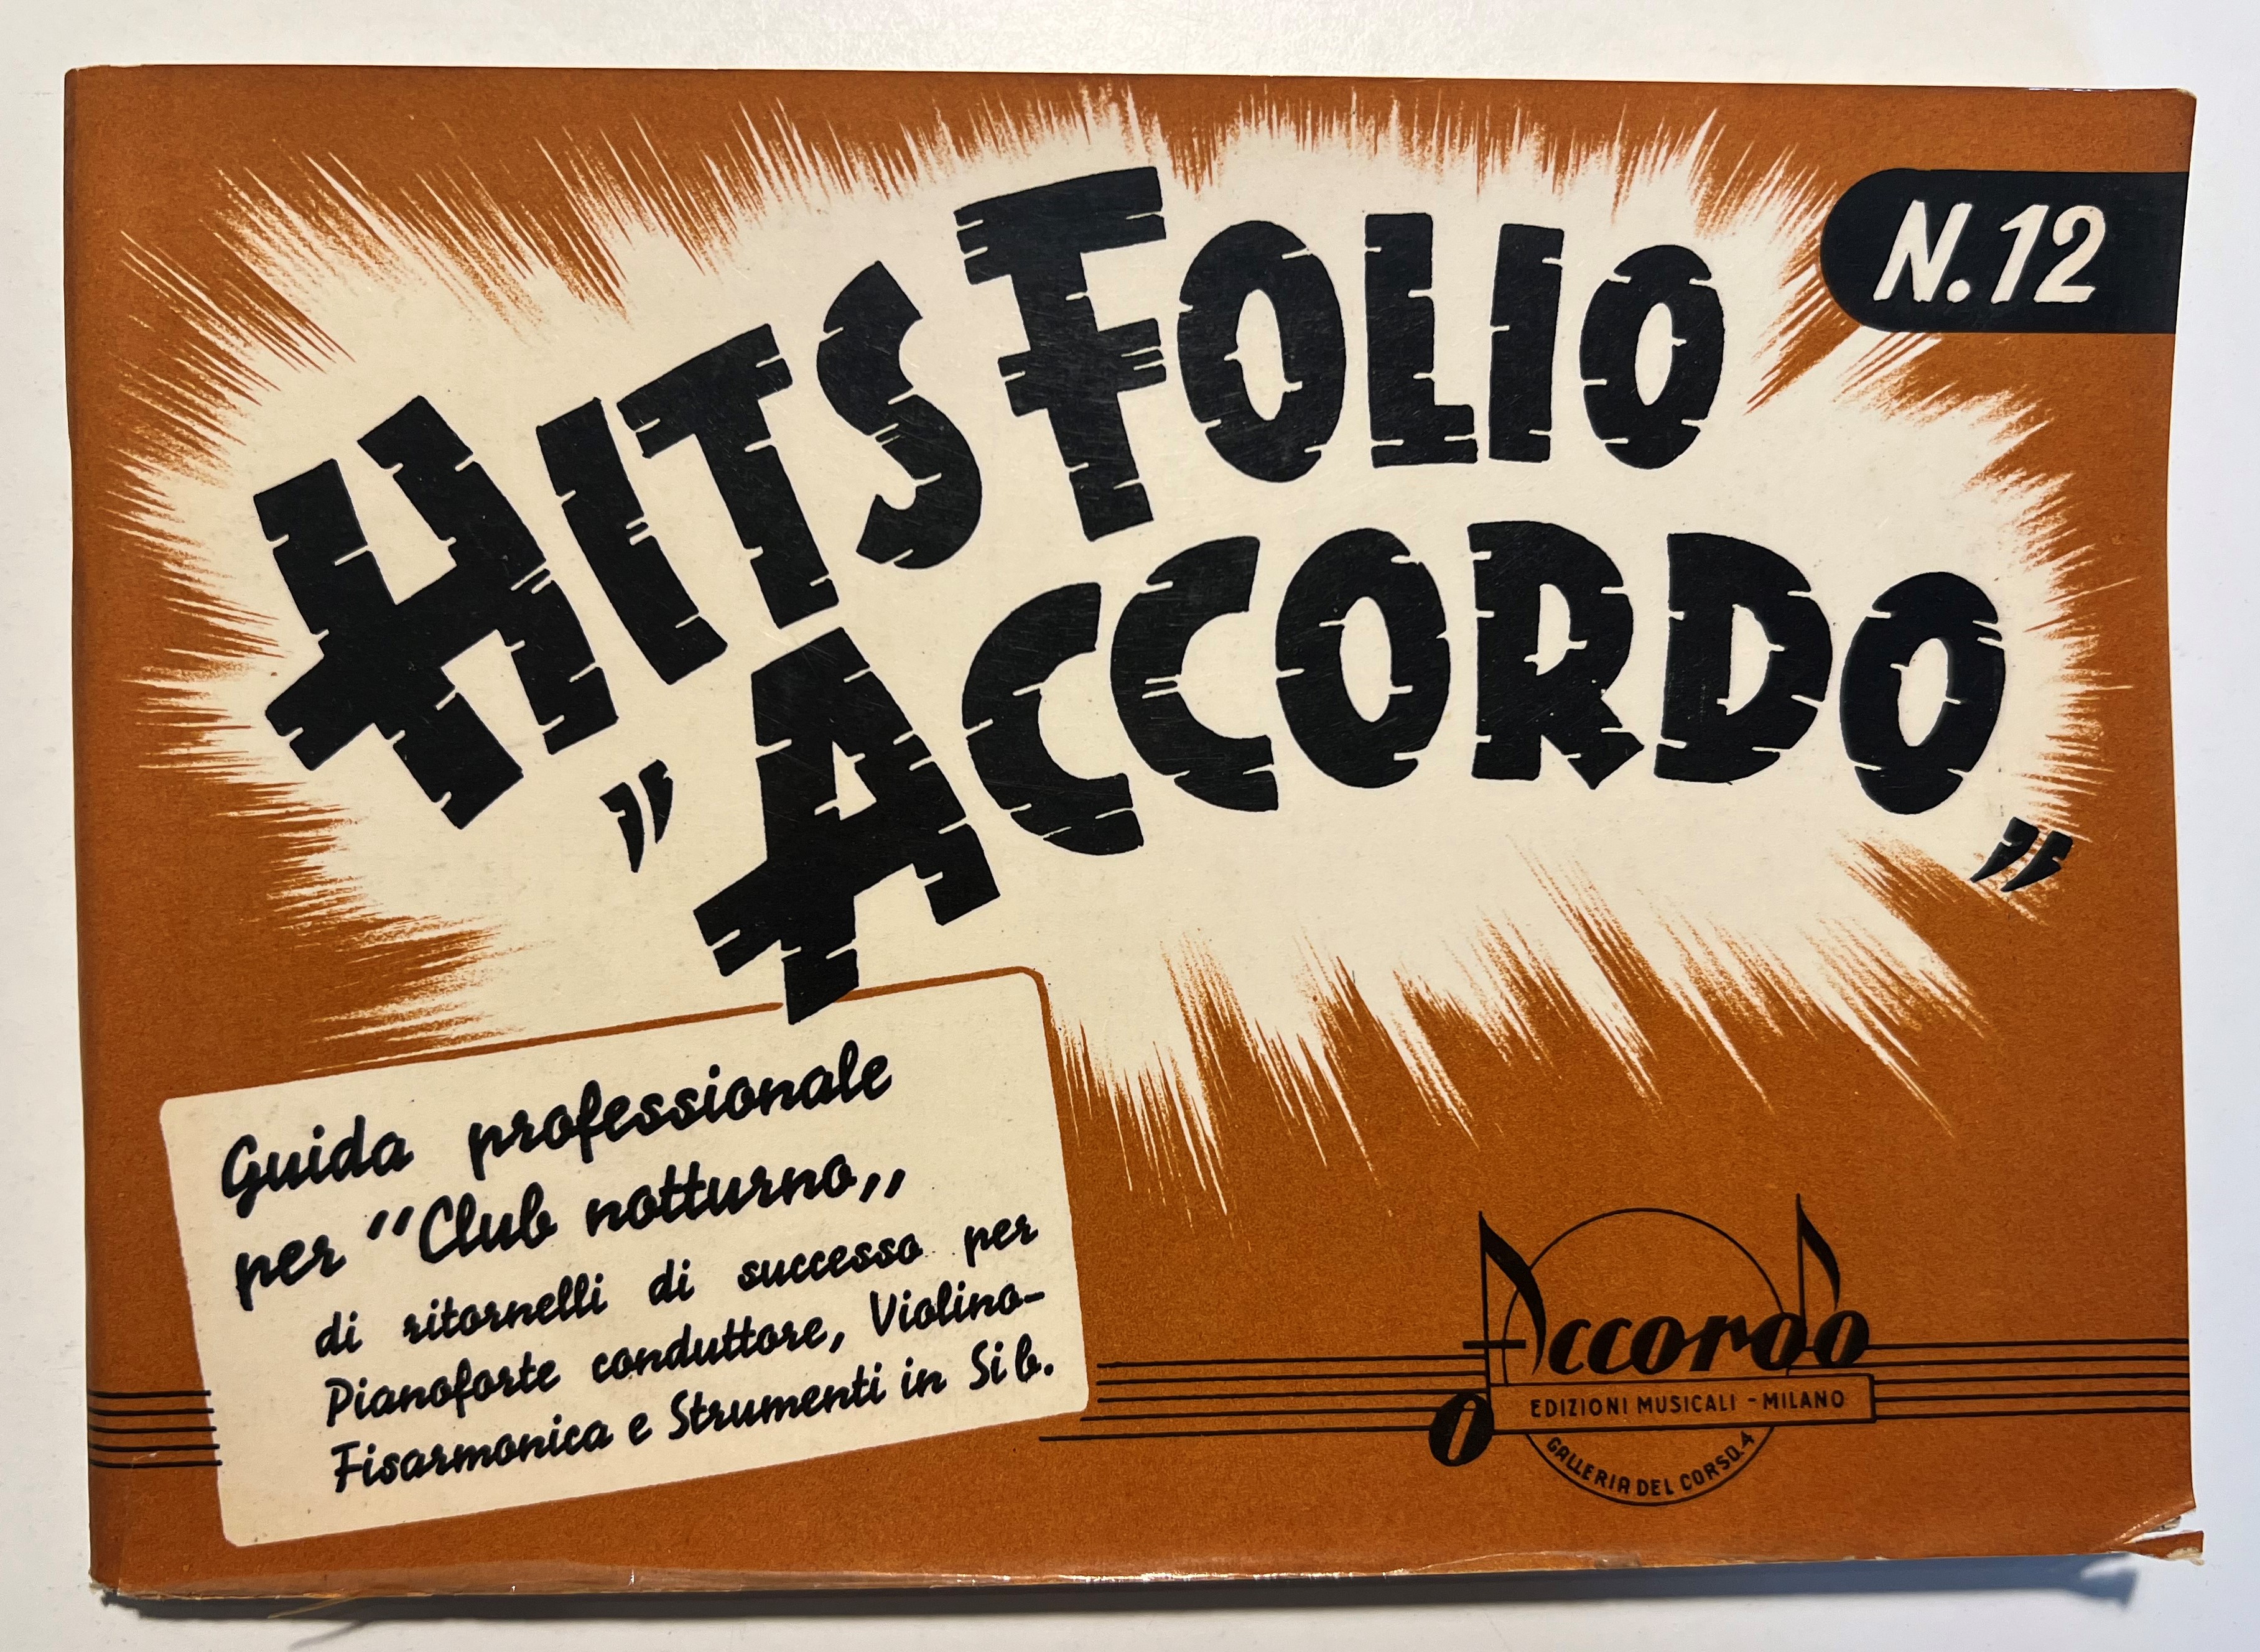 N.12
HITS FOLIO
"ACCORDO"
Guida professionale
per "Club notturno,,
di ritornelli di successo per
Pianoforte conduttore, Violino-
Fisarmonica e Strumenti in Si b.
Accordo
EDIZIONI MUSICALI - MILANO
GALLERIA DEL CORSO. 4